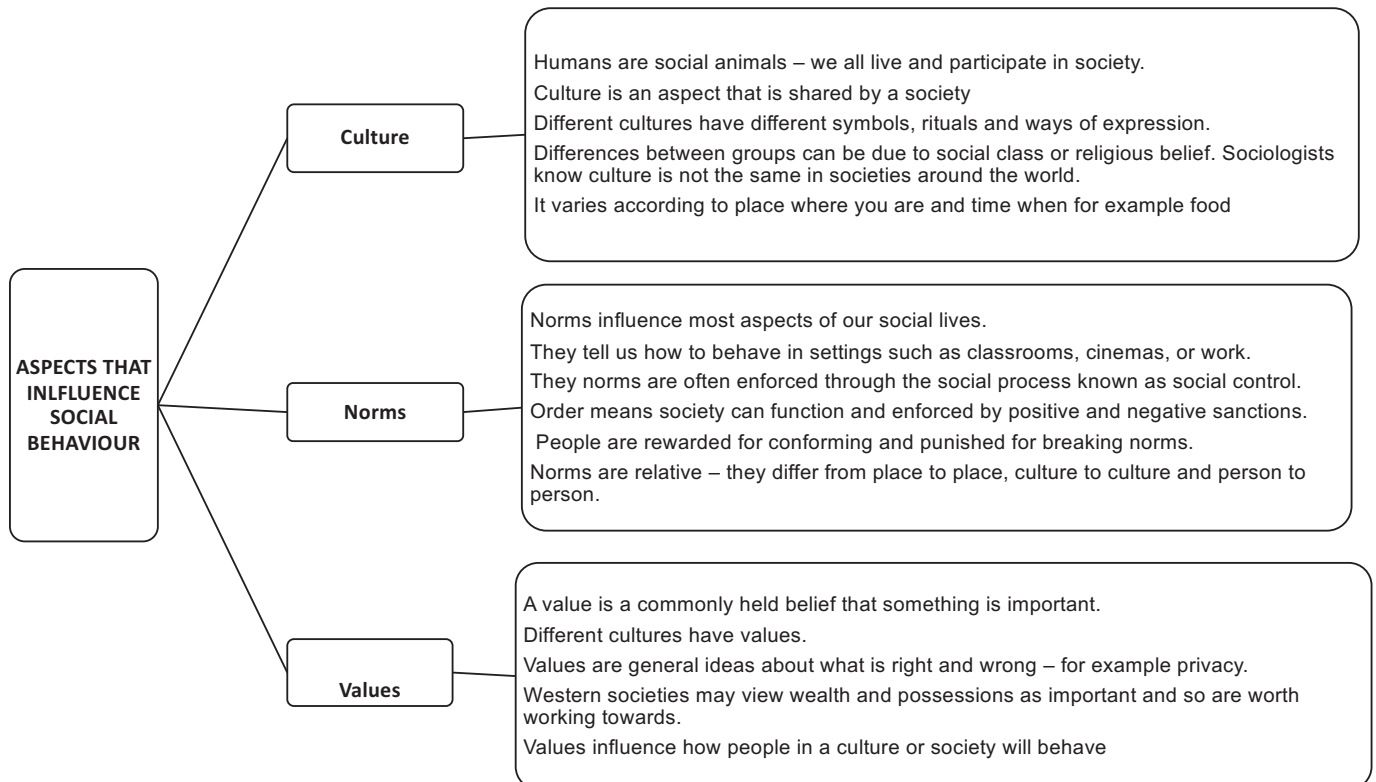 ASPECTS THAT
INLFLUENCE
SOCIAL
BEHAVIOUR
Culture
Humans are social animals – we all live and participate in society.
Culture is an aspect that is shared by a society
Different cultures have different symbols, rituals and ways of expression.
Differences between groups can be due to social class or religious belief. Sociologists
know culture is not the same in societies around the world.
It varies according to place where you are and time when for example food
Norms
Norms influence most aspects of our social lives.
They tell us how to behave in settings such as classrooms, cinemas, or work.
They norms are often enforced through the social process known as social control.
Order means society can function and enforced by positive and negative sanctions.
People are rewarded for conforming and punished for breaking norms.
Norms are relative – they differ from place to place, culture to culture and person to
person.
Values
A value is a commonly held belief that something is important.
Different cultures have values.
Values are general ideas about what is right and wrong – for example privacy.
Western societies may view wealth and possessions as important and so are worth
working towards.
Values influence how people in a culture or society will behave